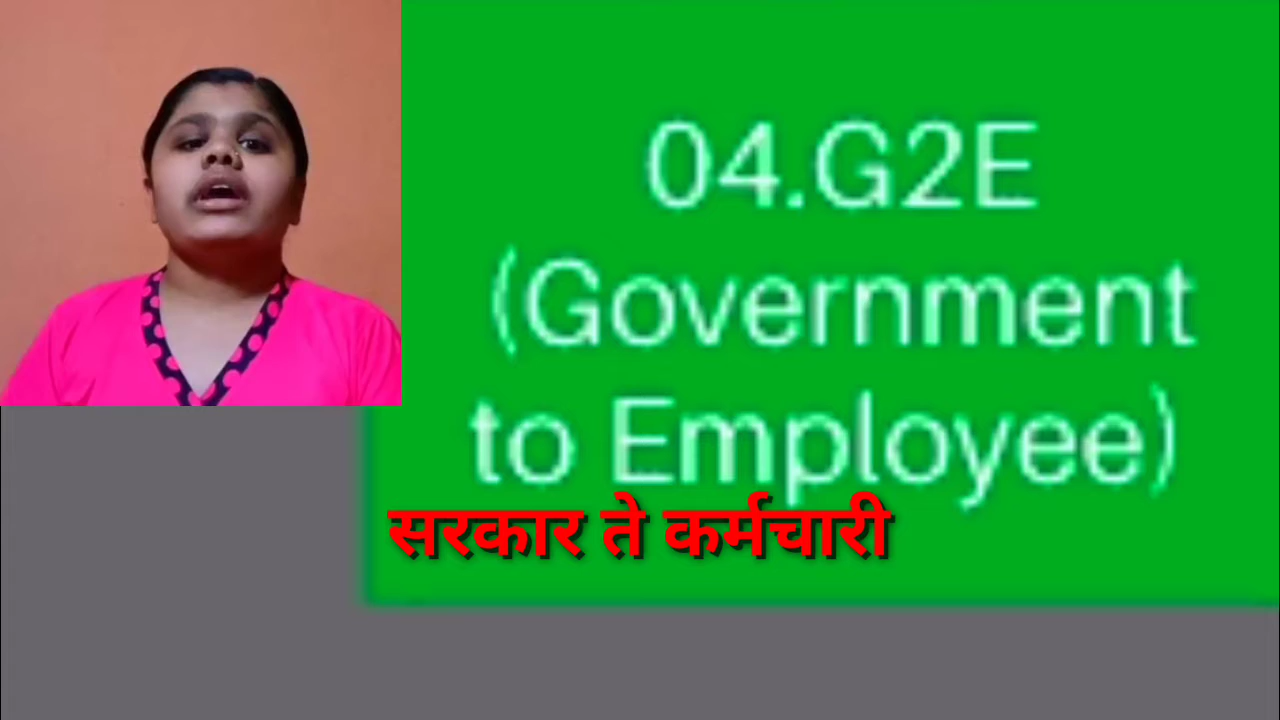 04.G2E
(Government
to Employee)
सरकार ते कर्मचारी